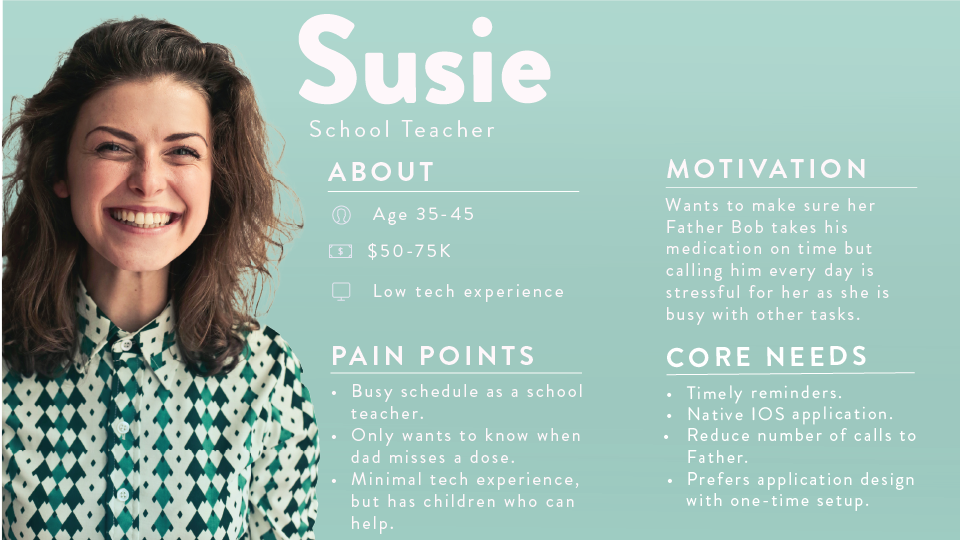 Susie
School Teacher
ABOUT
Age 35-45
$
$50-75K
Low tech experience
MOTIVATION
Wants to make sure her
Father Bob takes his
medication on time but
calling him every day is
stressful for her as she is
busy with other tasks.
PAIN POINTS
• Busy schedule as a school
teacher.
• Only wants to know when
dad misses a dose.
• Minimal tech experience,
but has children who can
help.
CORE NEEDS
• Timely reminders.
• Native IOS application.
• Reduce number of calls to
Father.
• Prefers application design
with one-time setup.